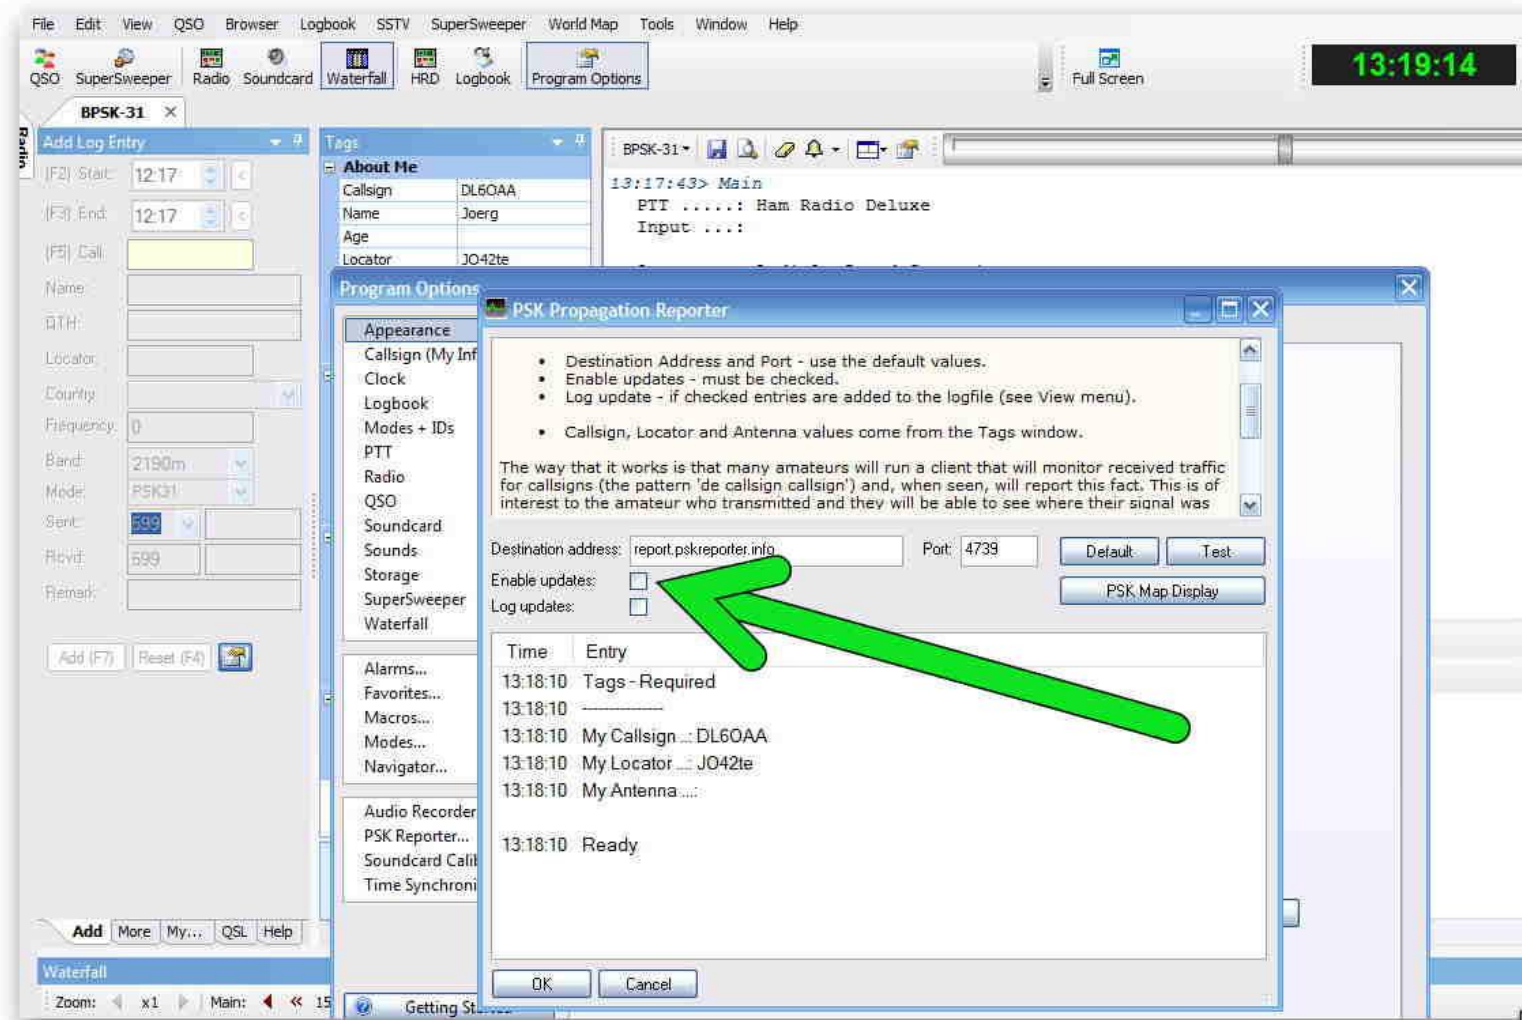 File Edit View QSO Browser Logbook SSTV SuperSweeper World Map Tools Window Help
QSO SuperSweeper Radio Soundcard Waterfall HRD Logbook Program Options Full Screen
13:19:14
BPSK-31
Radio
Add Log Entry
(F2) Start: 12:17 <
(F3) End: 12:17 <
(F5) Call:
Name:
QTH:
Locator:
Country:
Frequency: 0
Band: 2190m
Mode: PSK31
Sent: 599
Rcvd: 599
Remark:
Add (F7) Reset (F4)
Add More My... QSL Help
Tags
About Me
Callsign DL6OAA
Name Joerg
Age
Locator JO42te
BPSK-31
13:17:43> Main
PTT .....: Ham Radio Deluxe
Input ...:
Program Options
Appearance
Callsign (My Inf
Clock
Logbook
Modes + IDs
PTT
Radio
QSO
Soundcard
Sounds
Storage
SuperSweeper
Waterfall
Alarms...
Favorites...
Macros...
Modes...
Navigator...
Audio Recorder
PSK Reporter...
Soundcard Calib
Time Synchroni
PSK Propagation Reporter
• Destination Address and Port - use the default values.
• Enable updates - must be checked.
• Log update - if checked entries are added to the logfile (see View menu).
• Callsign, Locator and Antenna values come from the Tags window.
The way that it works is that many amateurs will run a client that will monitor received traffic
for callsigns (the pattern 'de callsign callsign') and, when seen, will report this fact. This is of
interest to the amateur who transmitted and they will be able to see where their signal was
Destination address: report.pskreporter.info Port: 4739 Default Test
Enable updates:
PSK Map Display
Log updates:
Time Entry
13:18:10 Tags - Required
13:18:10 ---------------
13:18:10 My Callsign ..: DL6OAA
13:18:10 My Locator ...: JO42te
13:18:10 My Antenna ...:
13:18:10 Ready
OK Cancel
Waterfall
Zoom: x1 Main: 15
Getting